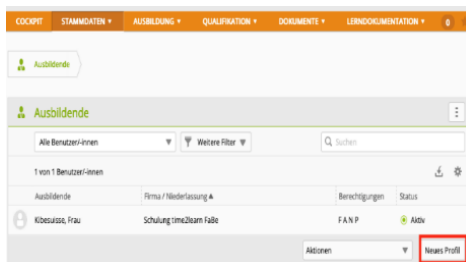 COCKPIT STAMMDATEN ▾ AUSBILDUNG ▾ QUALIFIKATION ▾ DOKUMENTE ▾ LERNDOKUMENTATION ▾ 0
Ausbildende
Ausbildende
Alle Benutzer/-innen Weitere Filter Suchen
1 von 1 Benutzer/-innen
Ausbildende Firma / Niederlassung ▲ Berechtigungen Status
Kibesuisse, Frau Schulung time2learn FaBe F A N P Aktiv
Aktionen Neues Profil